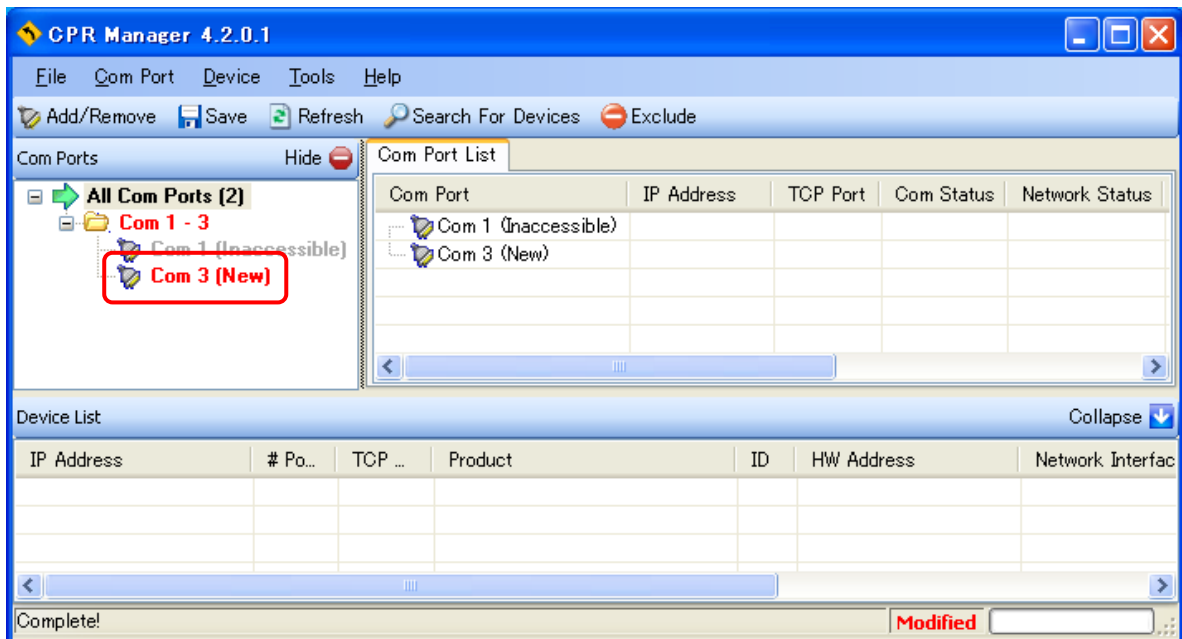 CPR Manager 4.2.0.1
File Com Port Device Tools Help
Add/Remove Save Refresh Search For Devices Exclude
Com Ports Hide
Com Port List
All Com Ports (2)
Com 1 - 3
Com 1 (Inaccessible)
Com 3 (New)
Com Port IP Address TCP Port Com Status Network Status
Com 1 (Inaccessible)
Com 3 (New)
Device List Collapse
IP Address # Po... TCP ... Product ID HW Address Network Interfac
Complete! Modified